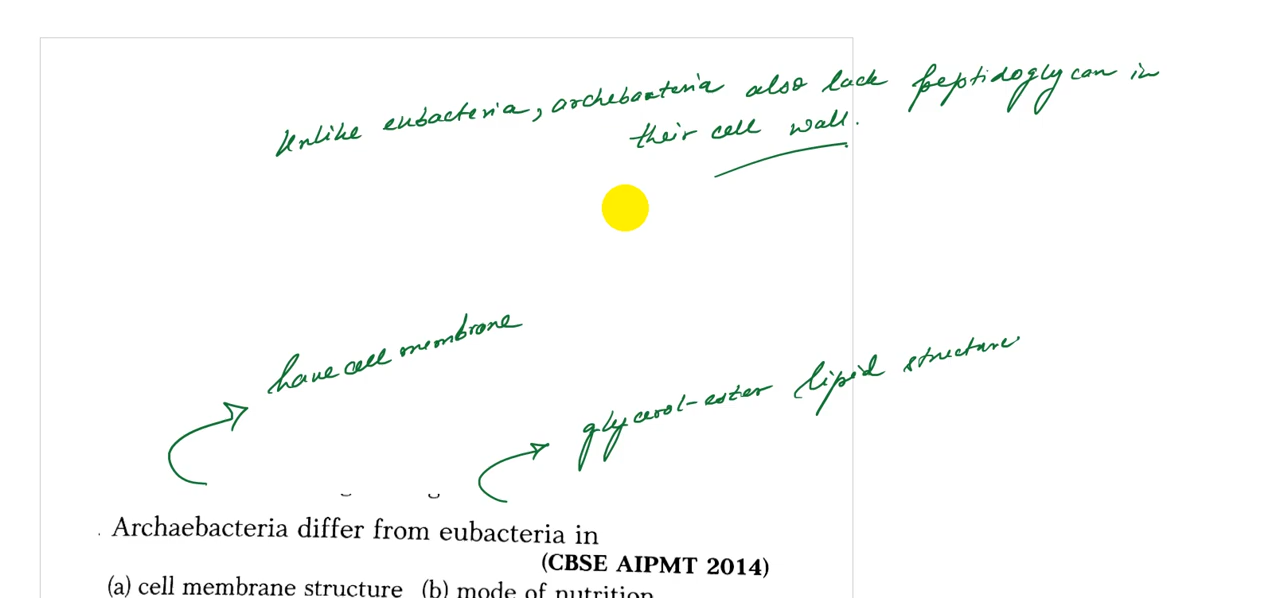 Unlike eubacteria, archebacteria also lack peptidoglycan in
their cell wall.
have cell membrane
glycerol-ester lipid structure
Archaebacteria differ from eubacteria in
(CBSE AIPMT 2014)
(a) cell membrane structure (b) mode of nutrition